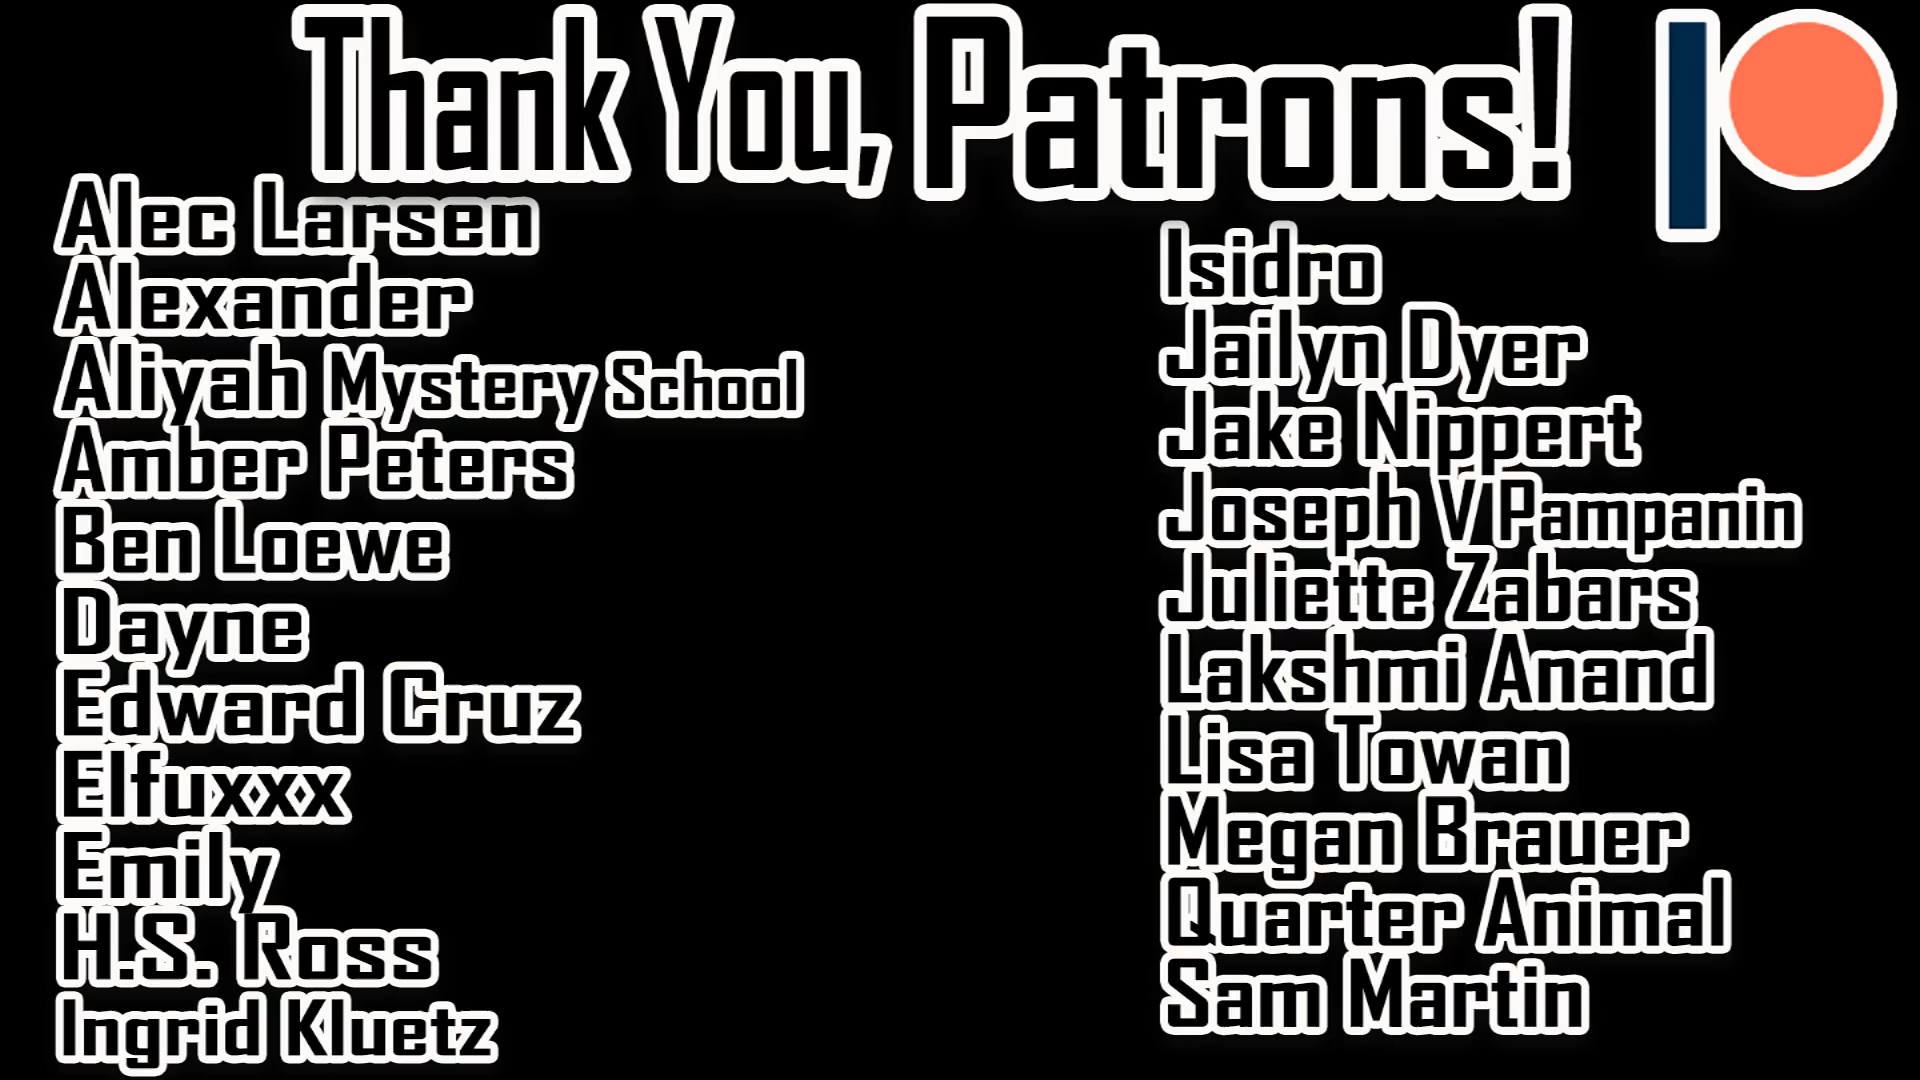 Thank You, Patrons!
Alec Larsen
Alexander
Aliyah Mystery School
Amber Peters
Ben Loewe
Dayne
Edward Cruz
Elfuxxx
Emily
H.S. Ross
Ingrid Kluetz
Isidro
Jailyn Dyer
Jake Nippert
Joseph V Pampanin
Juliette Zabars
Lakshmi Anand
Lisa Towan
Megan Brauer
Quarter Animal
Sam Martin